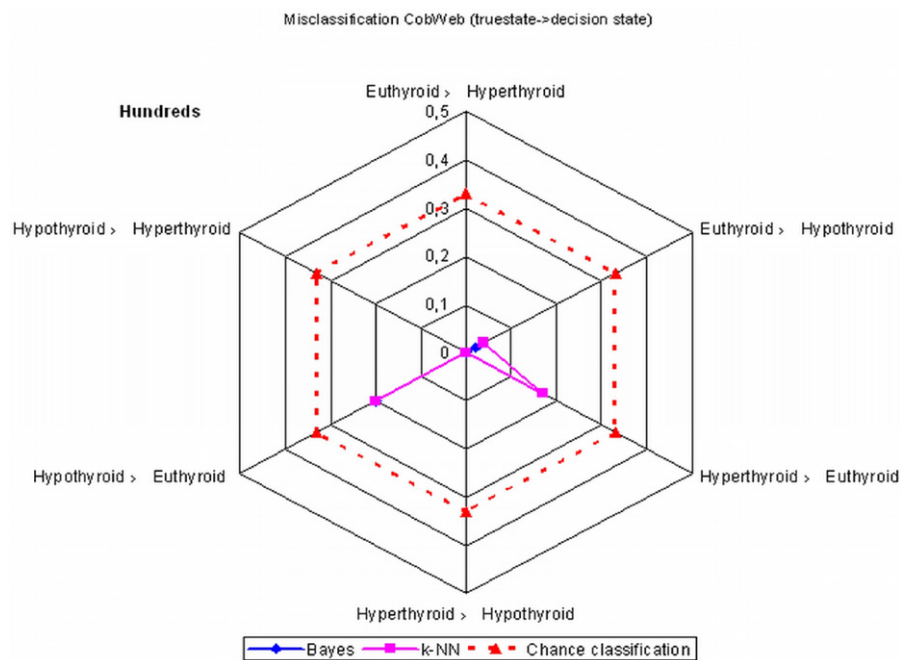 Misclassification CobWeb (truestate->decision state)
Euthyroid > Hyperthyroid
Hundreds
0,5
0,4
Hypothyroid > Hyperthyroid
0,3
Euthyroid > Hypothyroid
0,2
0,1
0
Hypothyroid > Euthyroid
Hyperthyroid > Euthyroid
Hyperthyroid > Hypothyroid
Bayes k-NN Chance classification